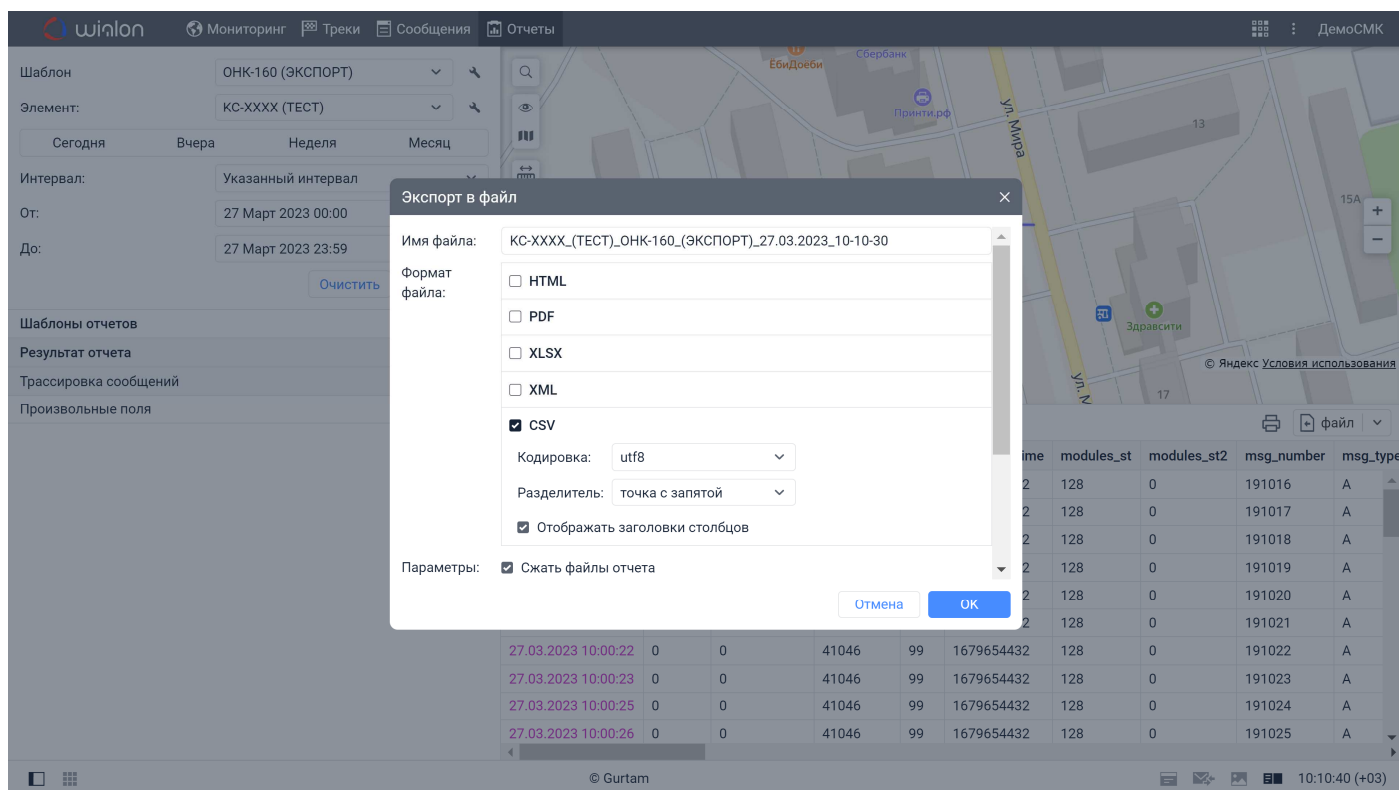 wialon Мониторинг Треки Сообщения Отчеты ДемоСМК
Шаблон ОНК-160 (ЭКСПОРТ)
Элемент: КС-ХХХХ (ТЕСТ)
Сегодня Вчера Неделя Месяц
Интервал: Указанный интервал
От: 27 Март 2023 00:00
До: 27 Март 2023 23:59
Очистить
Шаблоны отчетов
Результат отчета
Трассировка сообщений
Произвольные поля
Сбербанк
ЁбиДоёби
Принти.рф
ул. Мира
13
15А
+
−
Здравсити
© Яндекс Условия использования
17
Экспорт в файл
Имя файла: КС-ХХХХ_(ТЕСТ)_ОНК-160_(ЭКСПОРТ)_27.03.2023_10-10-30
Формат файла:
HTML
PDF
XLSX
XML
CSV
Кодировка: utf8
Разделитель: точка с запятой
Отображать заголовки столбцов
Параметры: Сжать файлы отчета
Отмена OK
файл
modules_st modules_st2 msg_number msg_type
2 128 0 191016 A
2 128 0 191017 A
2 128 0 191018 A
2 128 0 191019 A
2 128 0 191020 A
2 128 0 191021 A
27.03.2023 10:00:22 0 0 41046 99 1679654432 128 0 191022 A
27.03.2023 10:00:23 0 0 41046 99 1679654432 128 0 191023 A
27.03.2023 10:00:25 0 0 41046 99 1679654432 128 0 191024 A
27.03.2023 10:00:26 0 0 41046 99 1679654432 128 0 191025 A
© Gurtam 10:10:40 (+03)